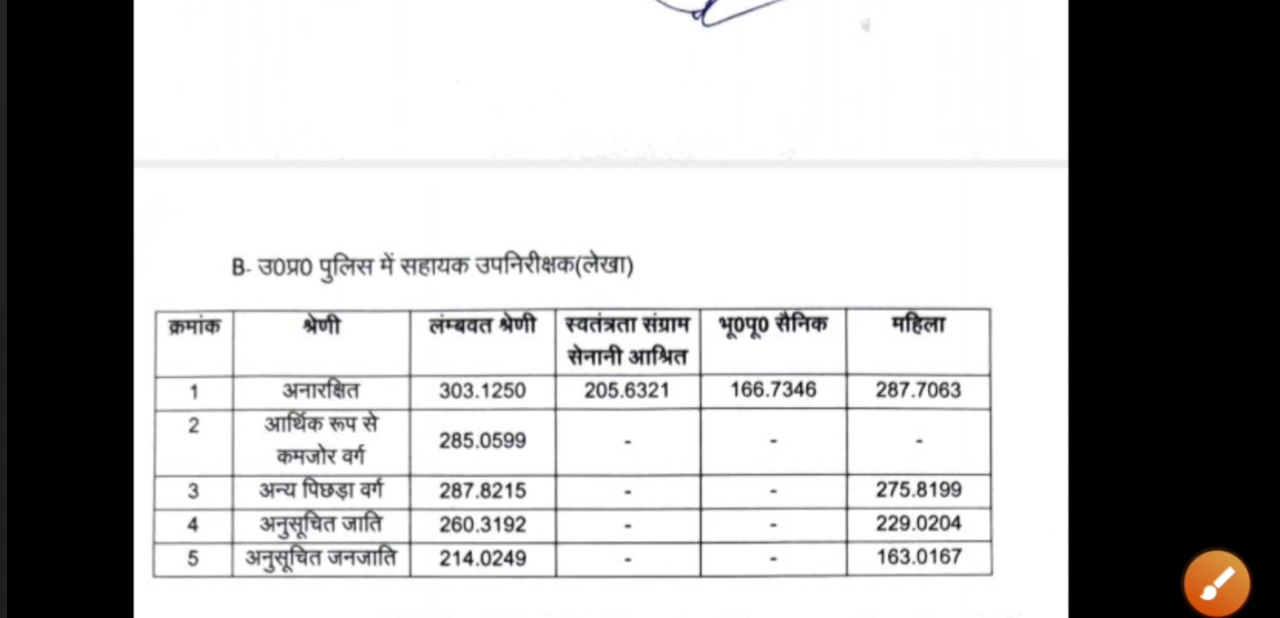 B- उ0प्र0 पुलिस में सहायक उपनिरीक्षक(लेखा)
क्रमांक श्रेणी लंम्बवत श्रेणी स्वतंत्रता संग्राम सेनानी आश्रित भू0पू0 सैनिक महिला
1 अनारक्षित 303.1250 205.6321 166.7346 287.7063
2 आर्थिक रूप से कमजोर वर्ग 285.0599 - - -
3 अन्य पिछड़ा वर्ग 287.8215 - - 275.8199
4 अनुसूचित जाति 260.3192 - - 229.0204
5 अनुसूचित जनजाति 214.0249 - - 163.0167